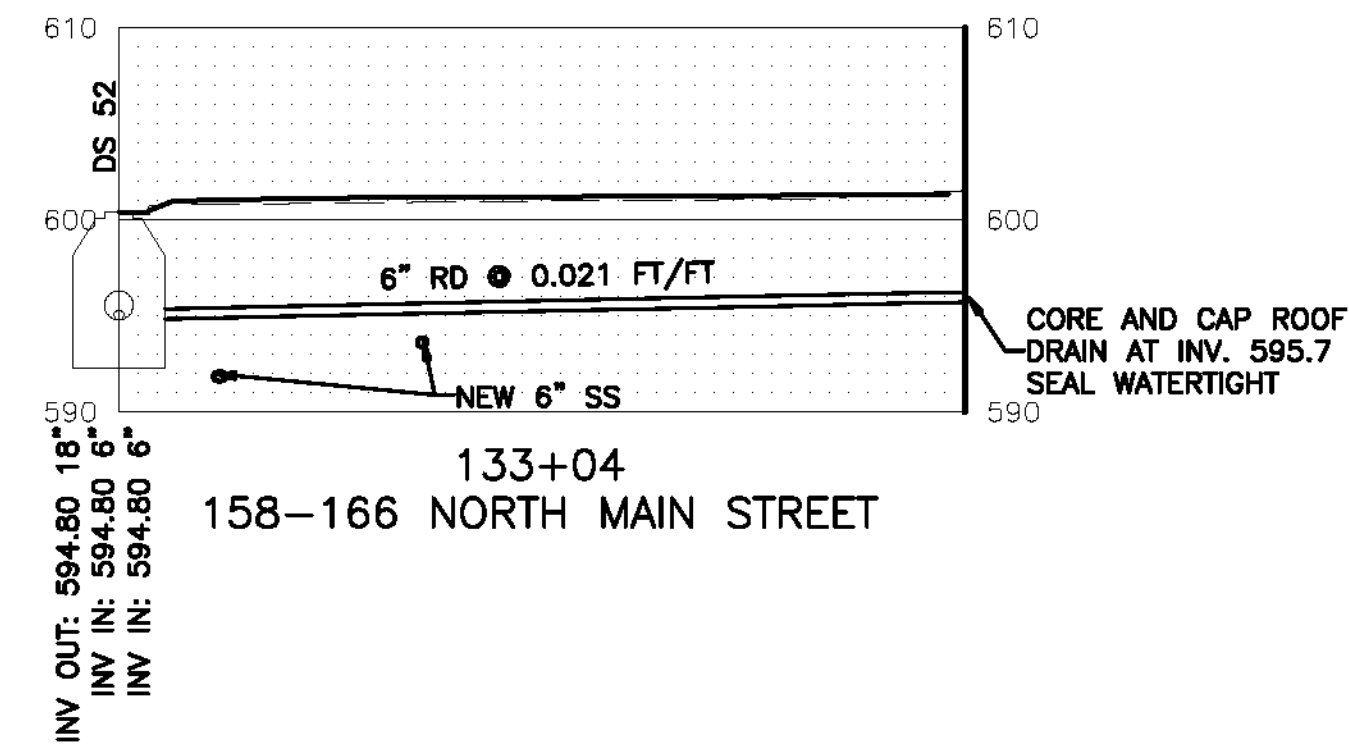 610
610
DS 52
600
600
6" RD @ 0.021 FT/FT
CORE AND CAP ROOF
DRAIN AT INV. 595.7
SEAL WATERTIGHT
NEW 6" SS
590
590
INV OUT: 594.80 18"
INV IN: 594.80 6"
INV IN: 594.80 6"
133+04
158-166 NORTH MAIN STREET